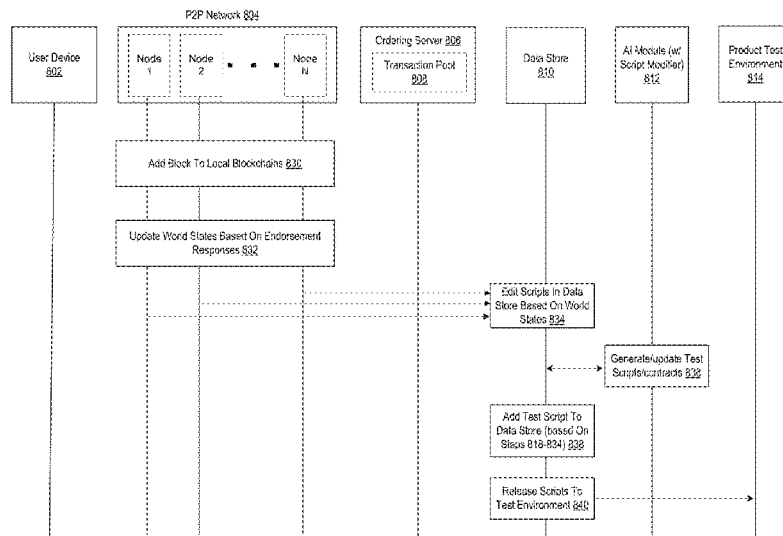 P2P Network 804
User Device
802
Node
1
Node
2
Node
N
Ordering Server 806
Transaction Pool
808
Data Store
810
AI Module (w/
Script Modifier)
812
Product Test
Environment
814
Add Block To Local Blockchains 830
Update World States Based On Endorsement
Responses 832
Edit Scripts In Data
Store Based On World
States 834
Generate/update Test
Scripts/contracts
Add Test Script To
Data Store (based On
Steps 818-834) 838
Release Scripts To
Test Environment 840